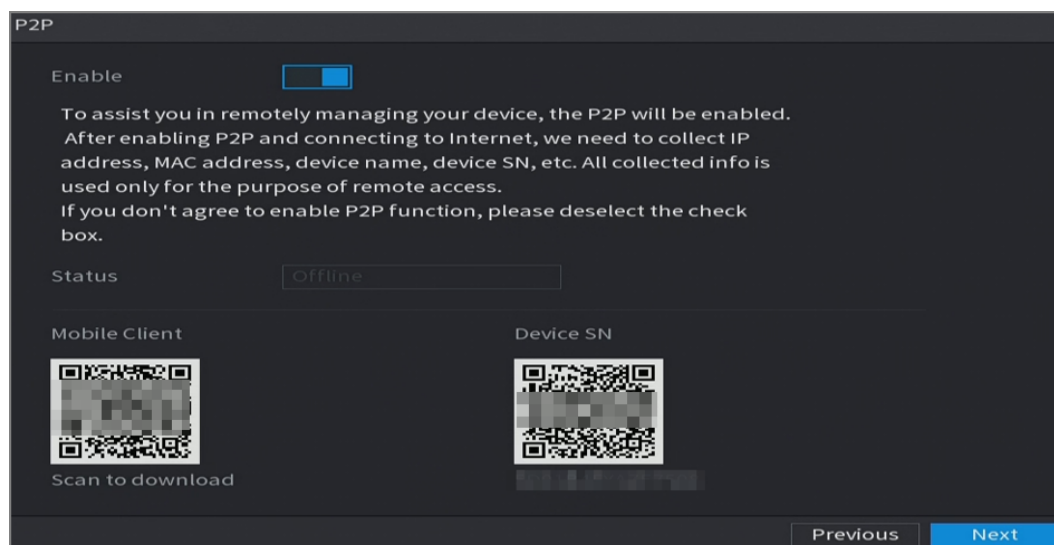 P2P
Enable
To assist you in remotely managing your device, the P2P will be enabled.
After enabling P2P and connecting to Internet, we need to collect IP
address, MAC address, device name, device SN, etc. All collected info is
used only for the purpose of remote access.
If you don't agree to enable P2P function, please deselect the check
box.
Status
Offline
Mobile Client
Device SN
Scan to download
Previous
Next